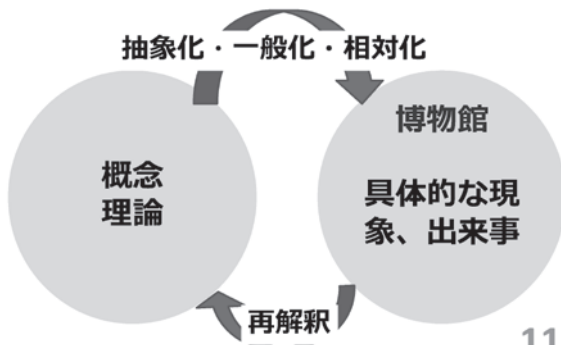 抽象化・一般化・相対化
概念
理論
博物館
具体的な現
象、出来事
再解釈
11